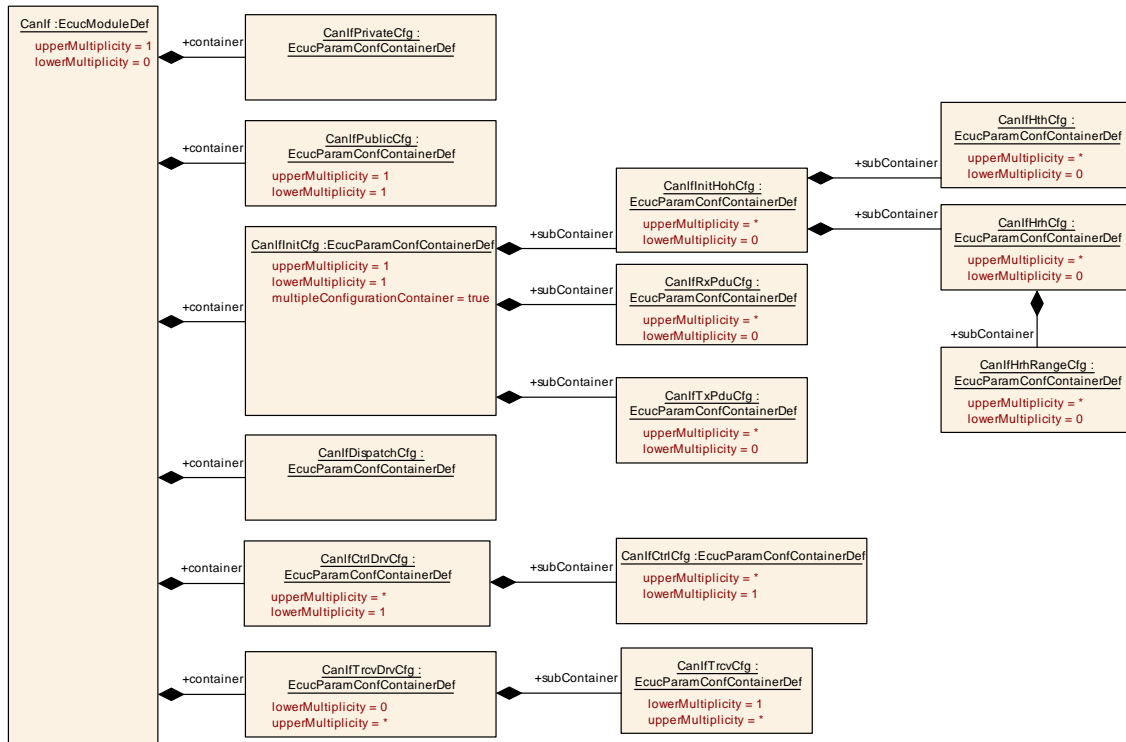 CanIf :EcucModuleDef
upperMultiplicity = 1
lowerMultiplicity = 0
+container
CanIfPrivateCfg :
EcucParamConfContainerDef
+container
CanIfPublicCfg :
EcucParamConfContainerDef
upperMultiplicity = 1
lowerMultiplicity = 1
+container
CanIfInitCfg :EcucParamConfContainerDef
upperMultiplicity = 1
lowerMultiplicity = 1
multipleConfigurationContainer = true
+subContainer
CanIfInitHohCfg :
EcucParamConfContainerDef
upperMultiplicity = *
lowerMultiplicity = 0
+subContainer
CanIfHthCfg :
EcucParamConfContainerDef
upperMultiplicity = *
lowerMultiplicity = 0
+subContainer
CanIfHrhCfg :
EcucParamConfContainerDef
upperMultiplicity = *
lowerMultiplicity = 0
+subContainer
CanIfHrhRangeCfg :
EcucParamConfContainerDef
upperMultiplicity = *
lowerMultiplicity = 0
+subContainer
CanIfRxPduCfg :
EcucParamConfContainerDef
upperMultiplicity = *
lowerMultiplicity = 0
+subContainer
CanIfTxPduCfg :
EcucParamConfContainerDef
upperMultiplicity = *
lowerMultiplicity = 0
+container
CanIfDispatchCfg :
EcucParamConfContainerDef
+container
CanIfCtrlDrvCfg :
EcucParamConfContainerDef
upperMultiplicity = *
lowerMultiplicity = 1
+subContainer
CanIfCtrlCfg :EcucParamConfContainerDef
upperMultiplicity = *
lowerMultiplicity = 1
+container
CanIfTrcvDrvCfg :
EcucParamConfContainerDef
lowerMultiplicity = 0
upperMultiplicity = *
+subContainer
CanIfTrcvCfg :
EcucParamConfContainerDef
lowerMultiplicity = 1
upperMultiplicity = *